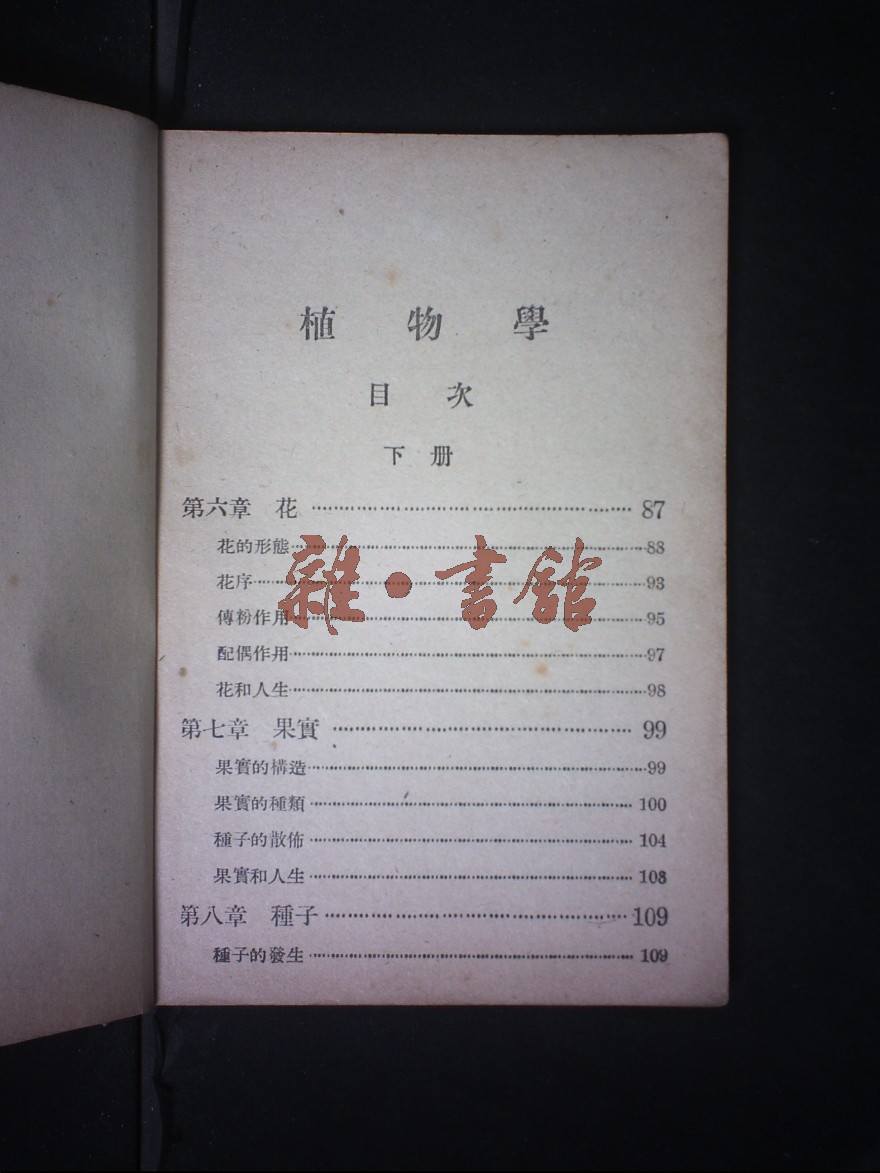 植物學
目次
下册
第六章 花 ………… 87
花的形態 ………… 88
花序 ………… 93
傳粉作用 ………… 95
配偶作用 ………… 97
花和人生 ………… 98
第七章 果實 ………… 99
果實的構造 ………… 99
果實的種類 ………… 100
種子的散佈 ………… 104
果實和人生 ………… 108
第八章 種子 ………… 109
種子的發生 ………… 109
雜·書館